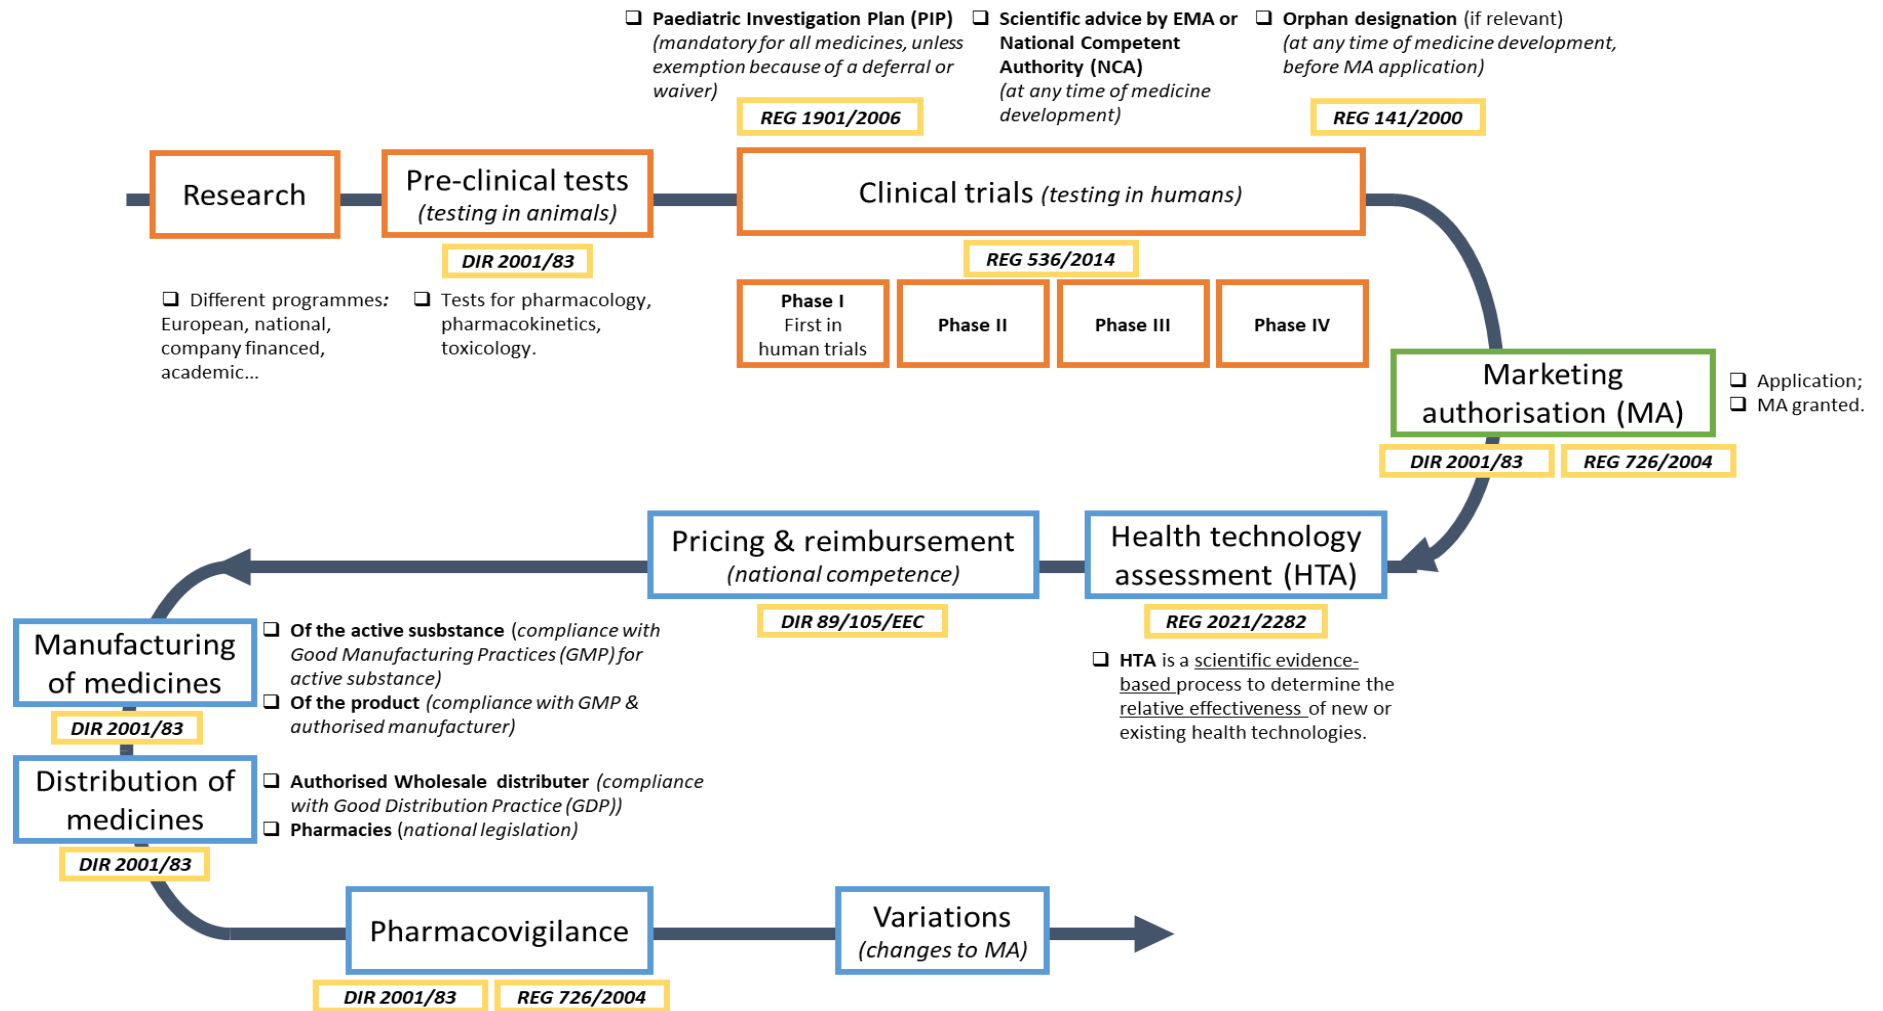 ❑ Paediatric Investigation Plan (PIP)
(mandatory for all medicines, unless
exemption because of a deferral or
waiver)
REG 1901/2006
❑ Scientific advice by EMA or
National Competent
Authority (NCA)
(at any time of medicine
development)
❑ Orphan designation (if relevant)
(at any time of medicine development,
before MA application)
REG 141/2000
Research
❑ Different programmes:
European, national,
company financed,
academic...
Pre-clinical tests
(testing in animals)
DIR 2001/83
❑ Tests for pharmacology,
pharmacokinetics,
toxicology.
Clinical trials (testing in humans)
REG 536/2014
Phase I
First in
human trials
Phase II
Phase III
Phase IV
Marketing
authorisation (MA)
❑ Application;
❑ MA granted.
DIR 2001/83
REG 726/2004
Health technology
assessment (HTA)
REG 2021/2282
❑ HTA is a scientific evidence-
based process to determine the
relative effectiveness of new or
existing health technologies.
Pricing & reimbursement
(national competence)
DIR 89/105/EEC
Manufacturing
of medicines
DIR 2001/83
❑ Of the active susbstance (compliance with
Good Manufacturing Practices (GMP) for
active substance)
❑ Of the product (compliance with GMP &
authorised manufacturer)
Distribution of
medicines
DIR 2001/83
❑ Authorised Wholesale distributer (compliance
with Good Distribution Practice (GDP))
❑ Pharmacies (national legislation)
Pharmacovigilance
DIR 2001/83
REG 726/2004
Variations
(changes to MA)